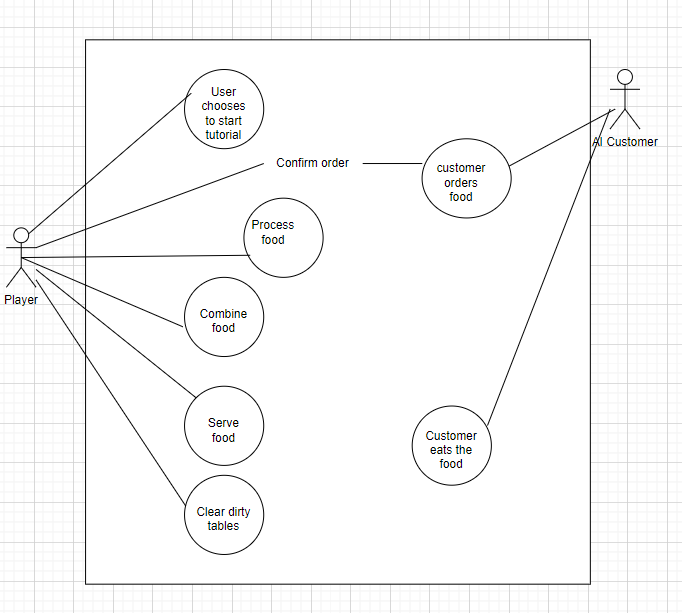 User
chooses
to start
tutorial
AI Customer
Confirm order
customer
orders
food
Process
food
Player
Combine
food
Serve
food
Customer
eats the
food
Clear dirty
tables